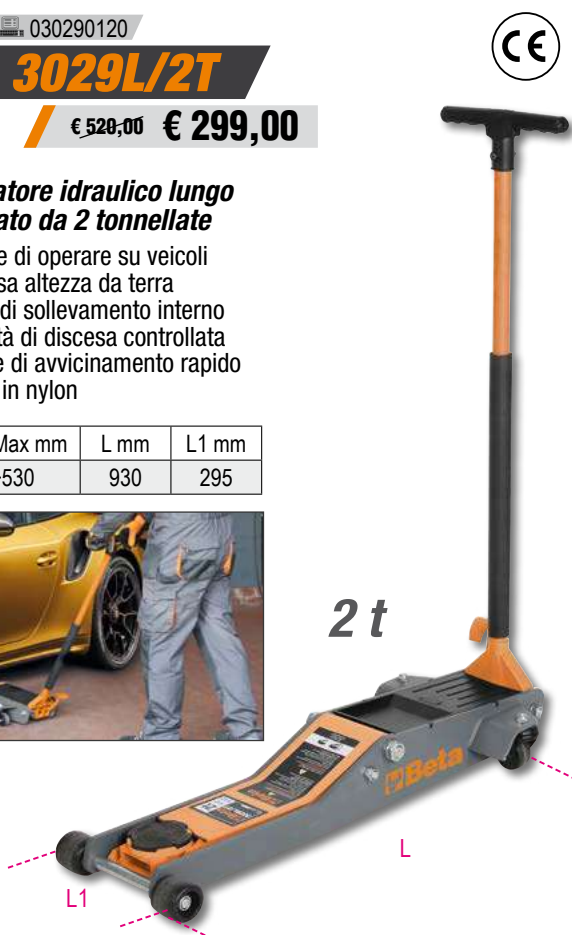 030290120
CE
3029L/2T
€ 520,00 € 299,00
atore idraulico lungo
ato da 2 tonnellate
e di operare su veicoli
sa altezza da terra
di sollevamento interno
tà di discesa controllata
e di avvicinamento rapido
in nylon
Max mm L mm L1 mm
530 930 295
2 t
Beta
L
L1